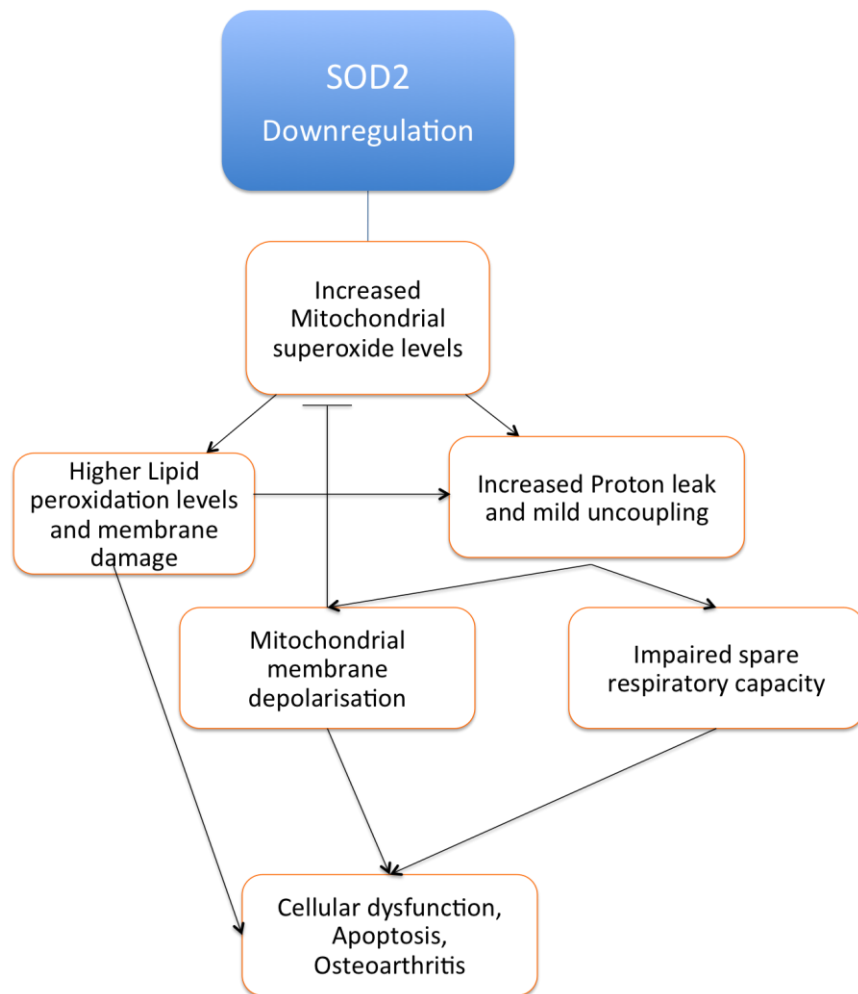 SOD2
Downregulation
Increased
Mitochondrial
superoxide levels
Higher Lipid
peroxidation levels
and membrane
damage
Increased Proton leak
and mild uncoupling
Mitochondrial
membrane
depolarisation
Impaired spare
respiratory capacity
Cellular dysfunction,
Apoptosis,
Osteoarthritis